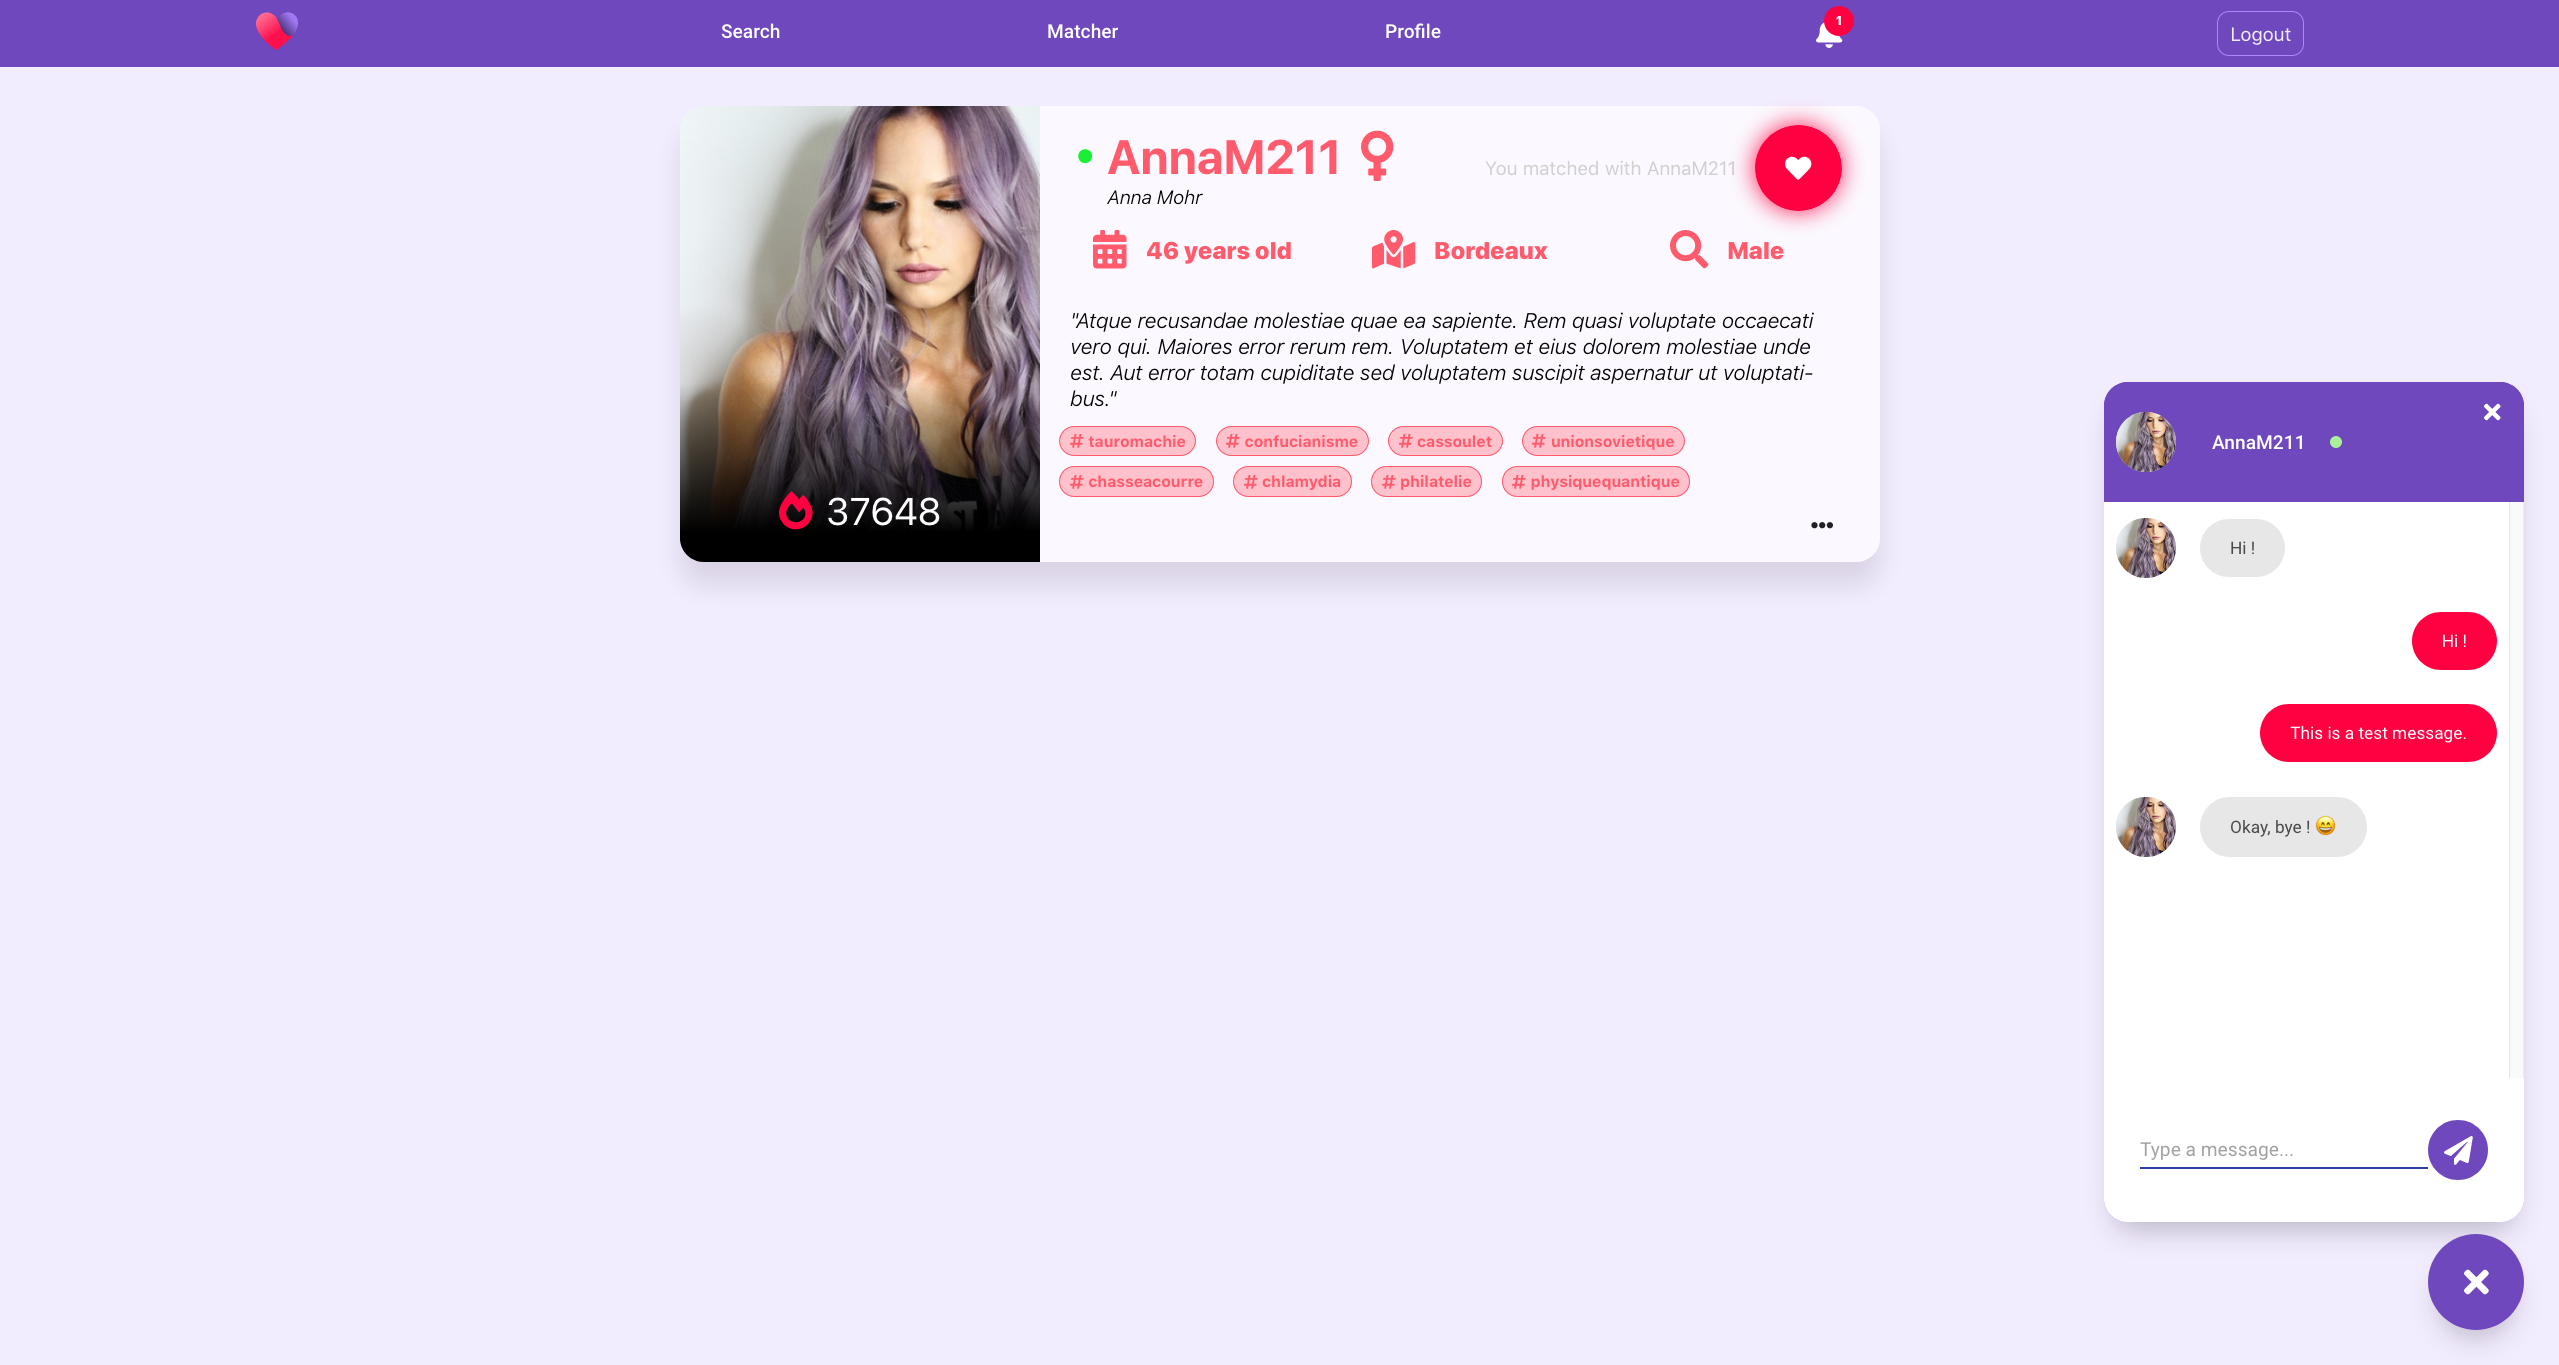 Search
Matcher
Profile
1
Logout
AnnaM211
You matched with AnnaM211
Anna Mohr
46 years old
Bordeaux
Male
"Atque recusandae molestiae quae ea sapiente. Rem quasi voluptate occaecati
vero qui. Maiores error rerum rem. Voluptatem et eius dolorem molestiae unde
est. Aut error totam cupiditate sed voluptatem suscipit aspernatur ut voluptati-
bus."
# tauromachie # confucianisme # cassoulet # unionsovietique
# chasseacourre # chlamydia # philatelie # physiquequantique
37648
AnnaM211
Hi !
Hi !
This is a test message.
Okay, bye ! 😄
Type a message...